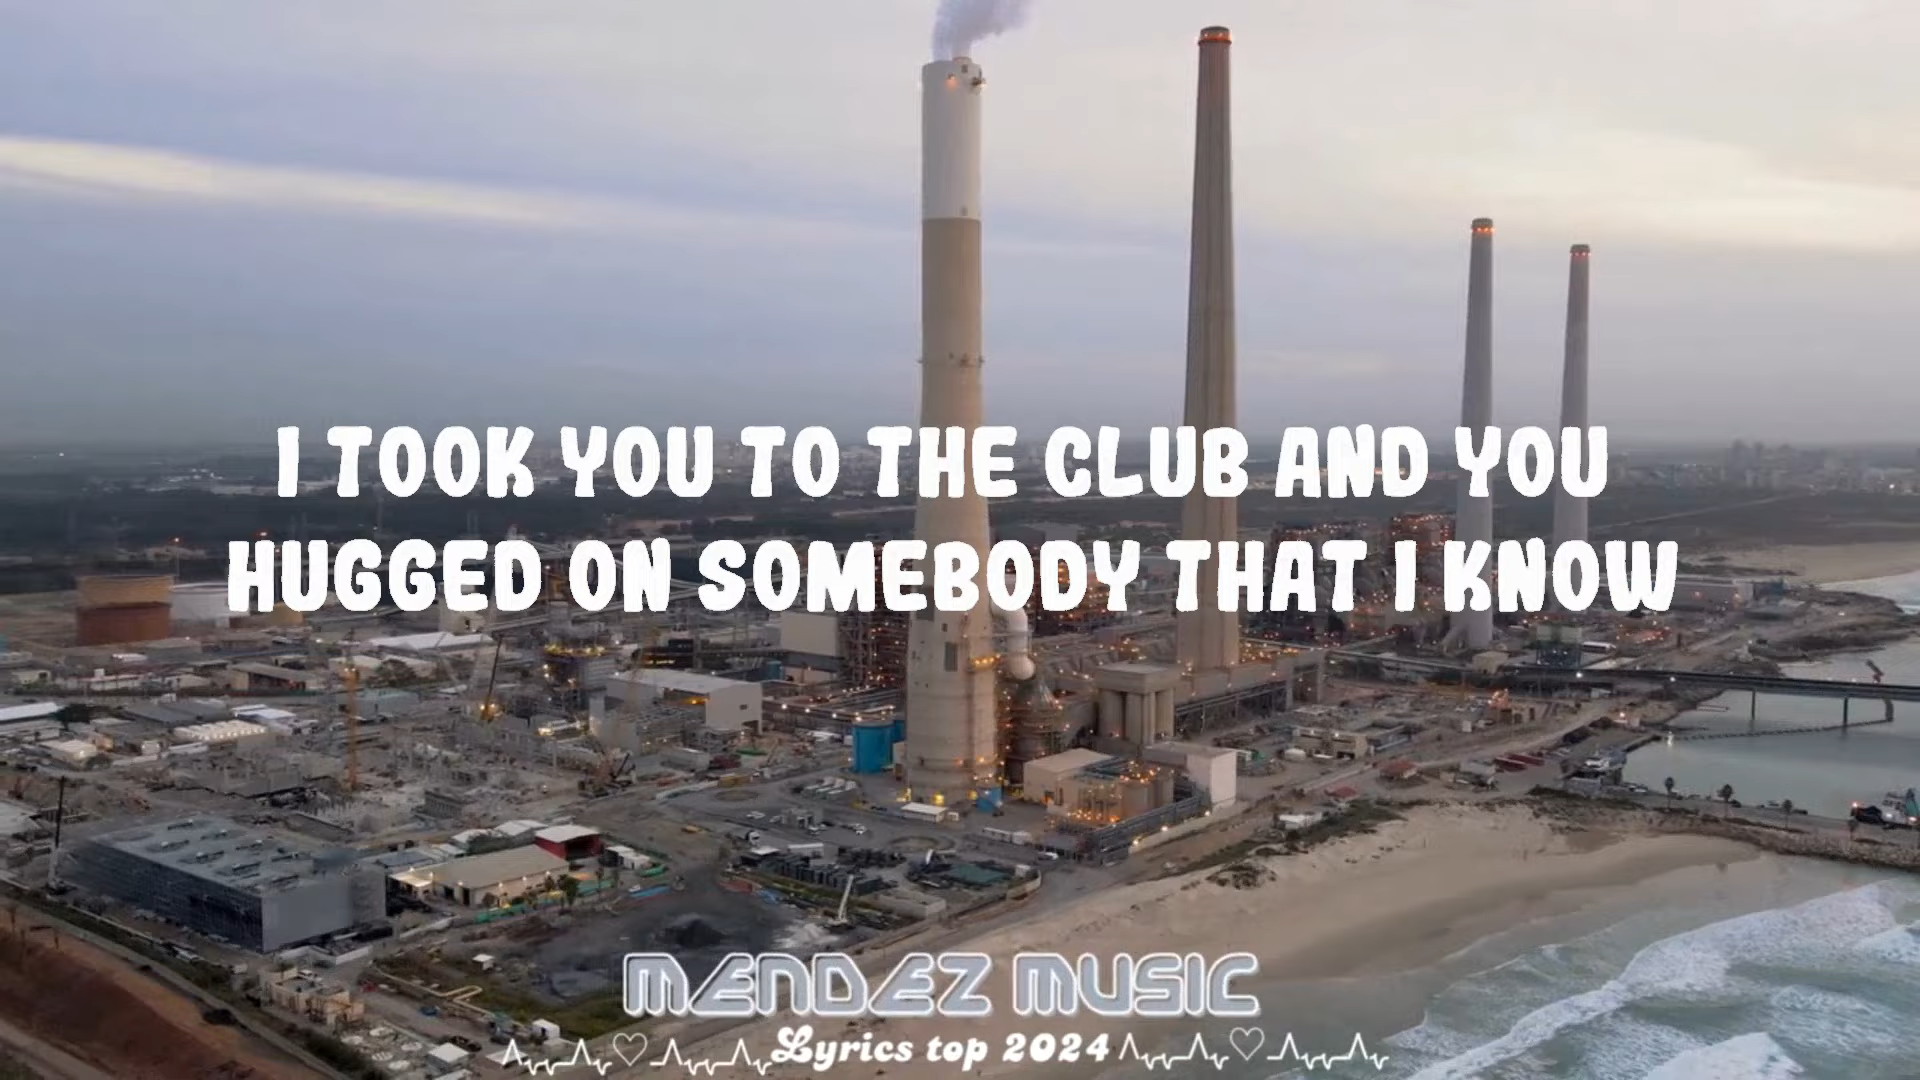 I TOOK YOU TO THE CLUB AND YOU
HUGGED ON SOMEBODY THAT I KNOW
MENDEZ MUSIC
Lyrics top 2024